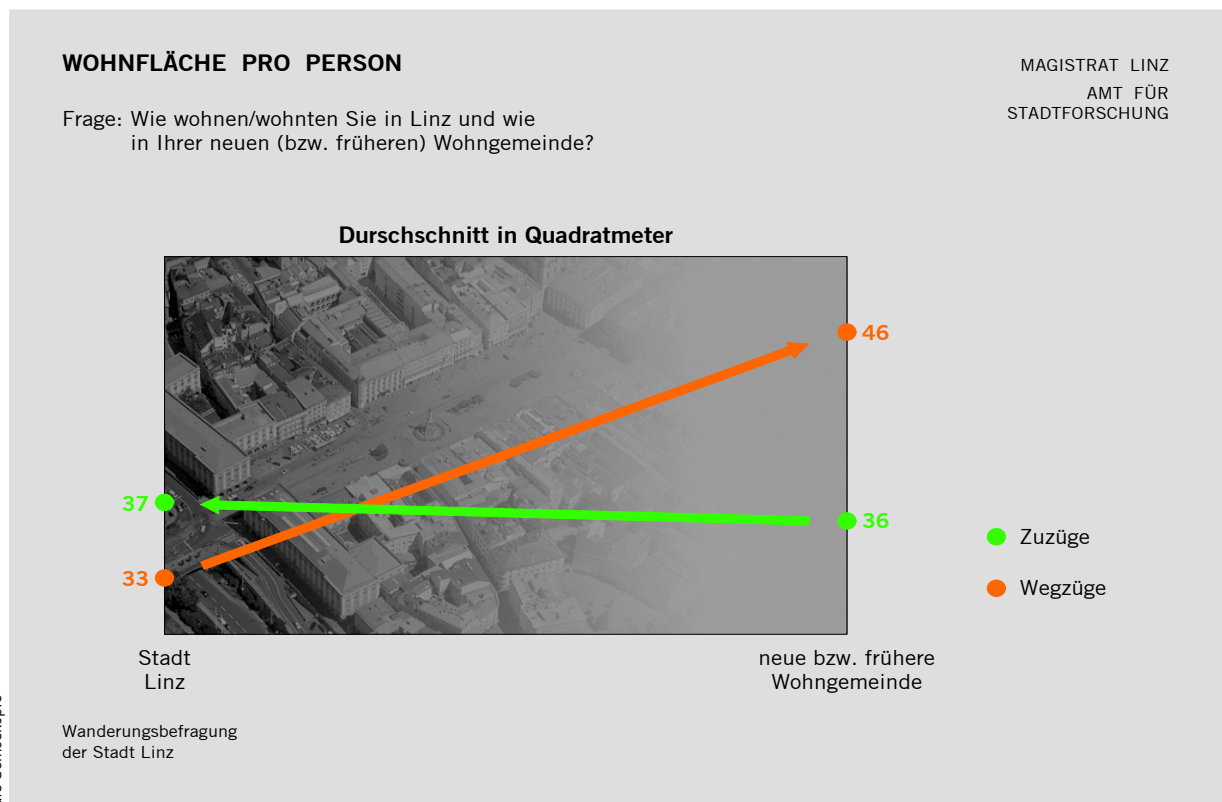 WOHNFLÄCHE PRO PERSON
MAGISTRAT LINZ
AMT FÜR
STADTFORSCHUNG
Frage: Wie wohnen/wohnten Sie in Linz und wie
in Ihrer neuen (bzw. früheren) Wohngemeinde?
Durschschnitt in Quadratmeter
46
37
36
33
Zuzüge
Wegzüge
Stadt
Linz
neue bzw. frühere
Wohngemeinde
Wanderungsbefragung
der Stadt Linz